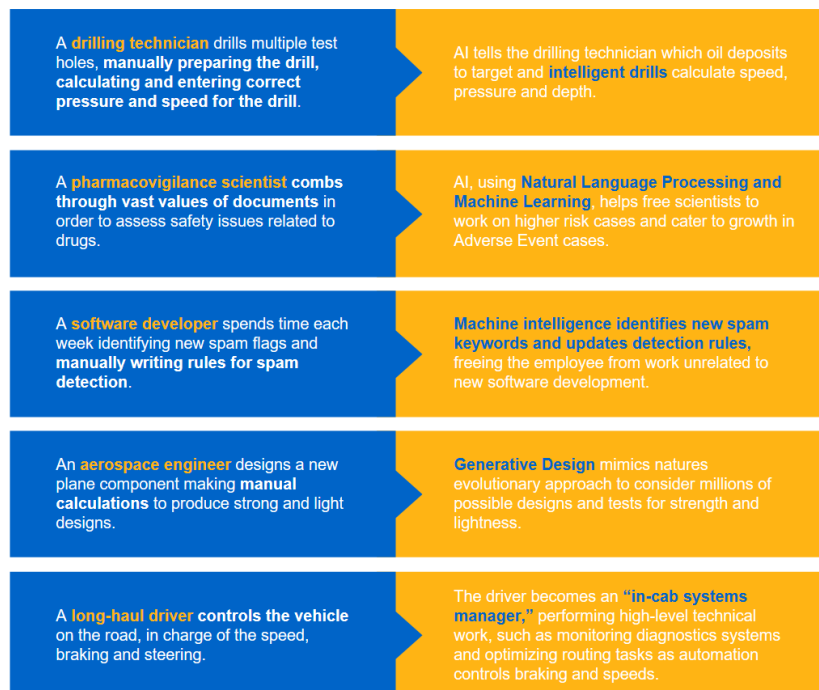 A drilling technician drills multiple test
holes, manually preparing the drill,
calculating and entering correct
pressure and speed for the drill.
AI tells the drilling technician which oil deposits
to target and intelligent drills calculate speed,
pressure and depth.
A pharmacovigilance scientist combs
through vast values of documents in
order to assess safety issues related to
drugs.
AI, using Natural Language Processing and
Machine Learning, helps free scientists to
work on higher risk cases and cater to growth in
Adverse Event cases.
A software developer spends time each
week identifying new spam flags and
manually writing rules for spam
detection.
Machine intelligence identifies new spam
keywords and updates detection rules,
freeing the employee from work unrelated to
new software development.
An aerospace engineer designs a new
plane component making manual
calculations to produce strong and light
designs.
Generative Design mimics natures
evolutionary approach to consider millions of
possible designs and tests for strength and
lightness.
A long-haul driver controls the vehicle
on the road, in charge of the speed,
braking and steering.
The driver becomes an “in-cab systems
manager,” performing high-level technical
work, such as monitoring diagnostics systems
and optimizing routing tasks as automation
controls braking and speeds.